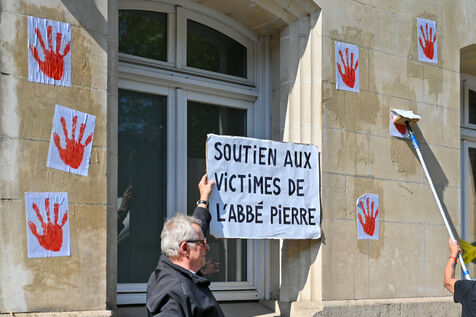 SOUTIEN AUX
VICTIMES DE
L'ABBÉ PIERRE